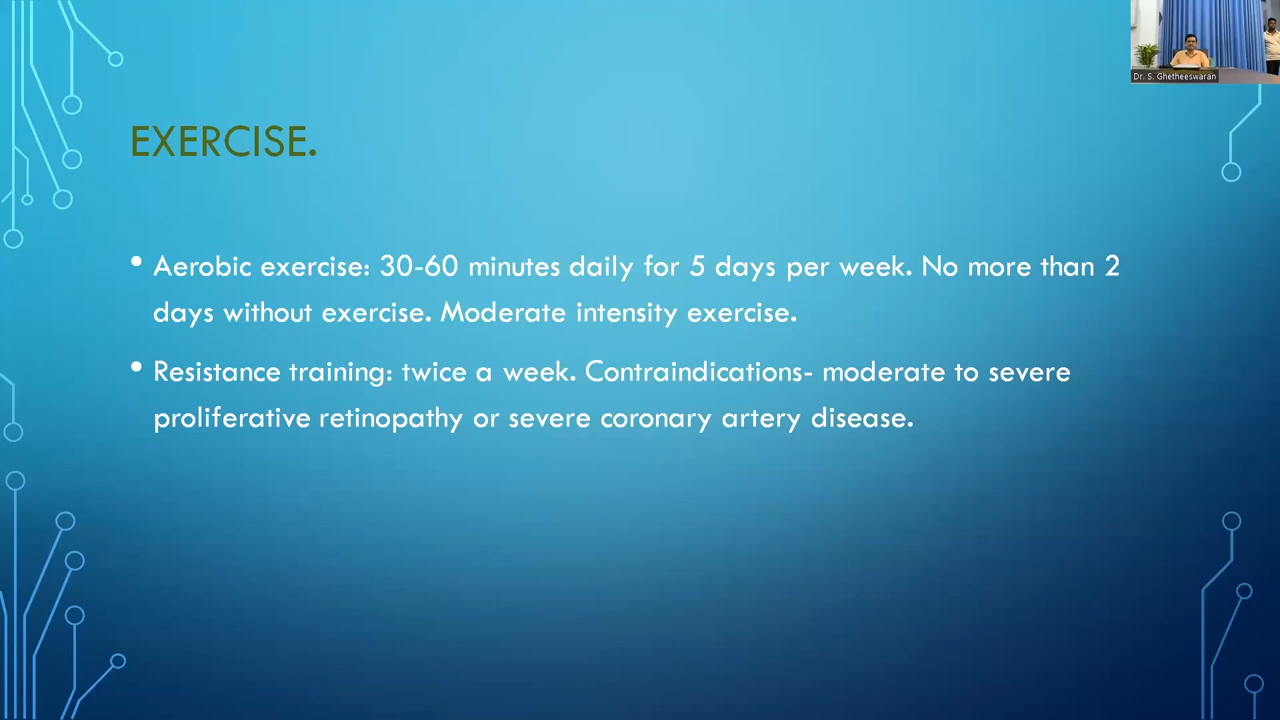 Dr. S. Ghetheeswaran
EXERCISE.
• Aerobic exercise: 30-60 minutes daily for 5 days per week. No more than 2
days without exercise. Moderate intensity exercise.
• Resistance training: twice a week. Contraindications- moderate to severe
proliferative retinopathy or severe coronary artery disease.